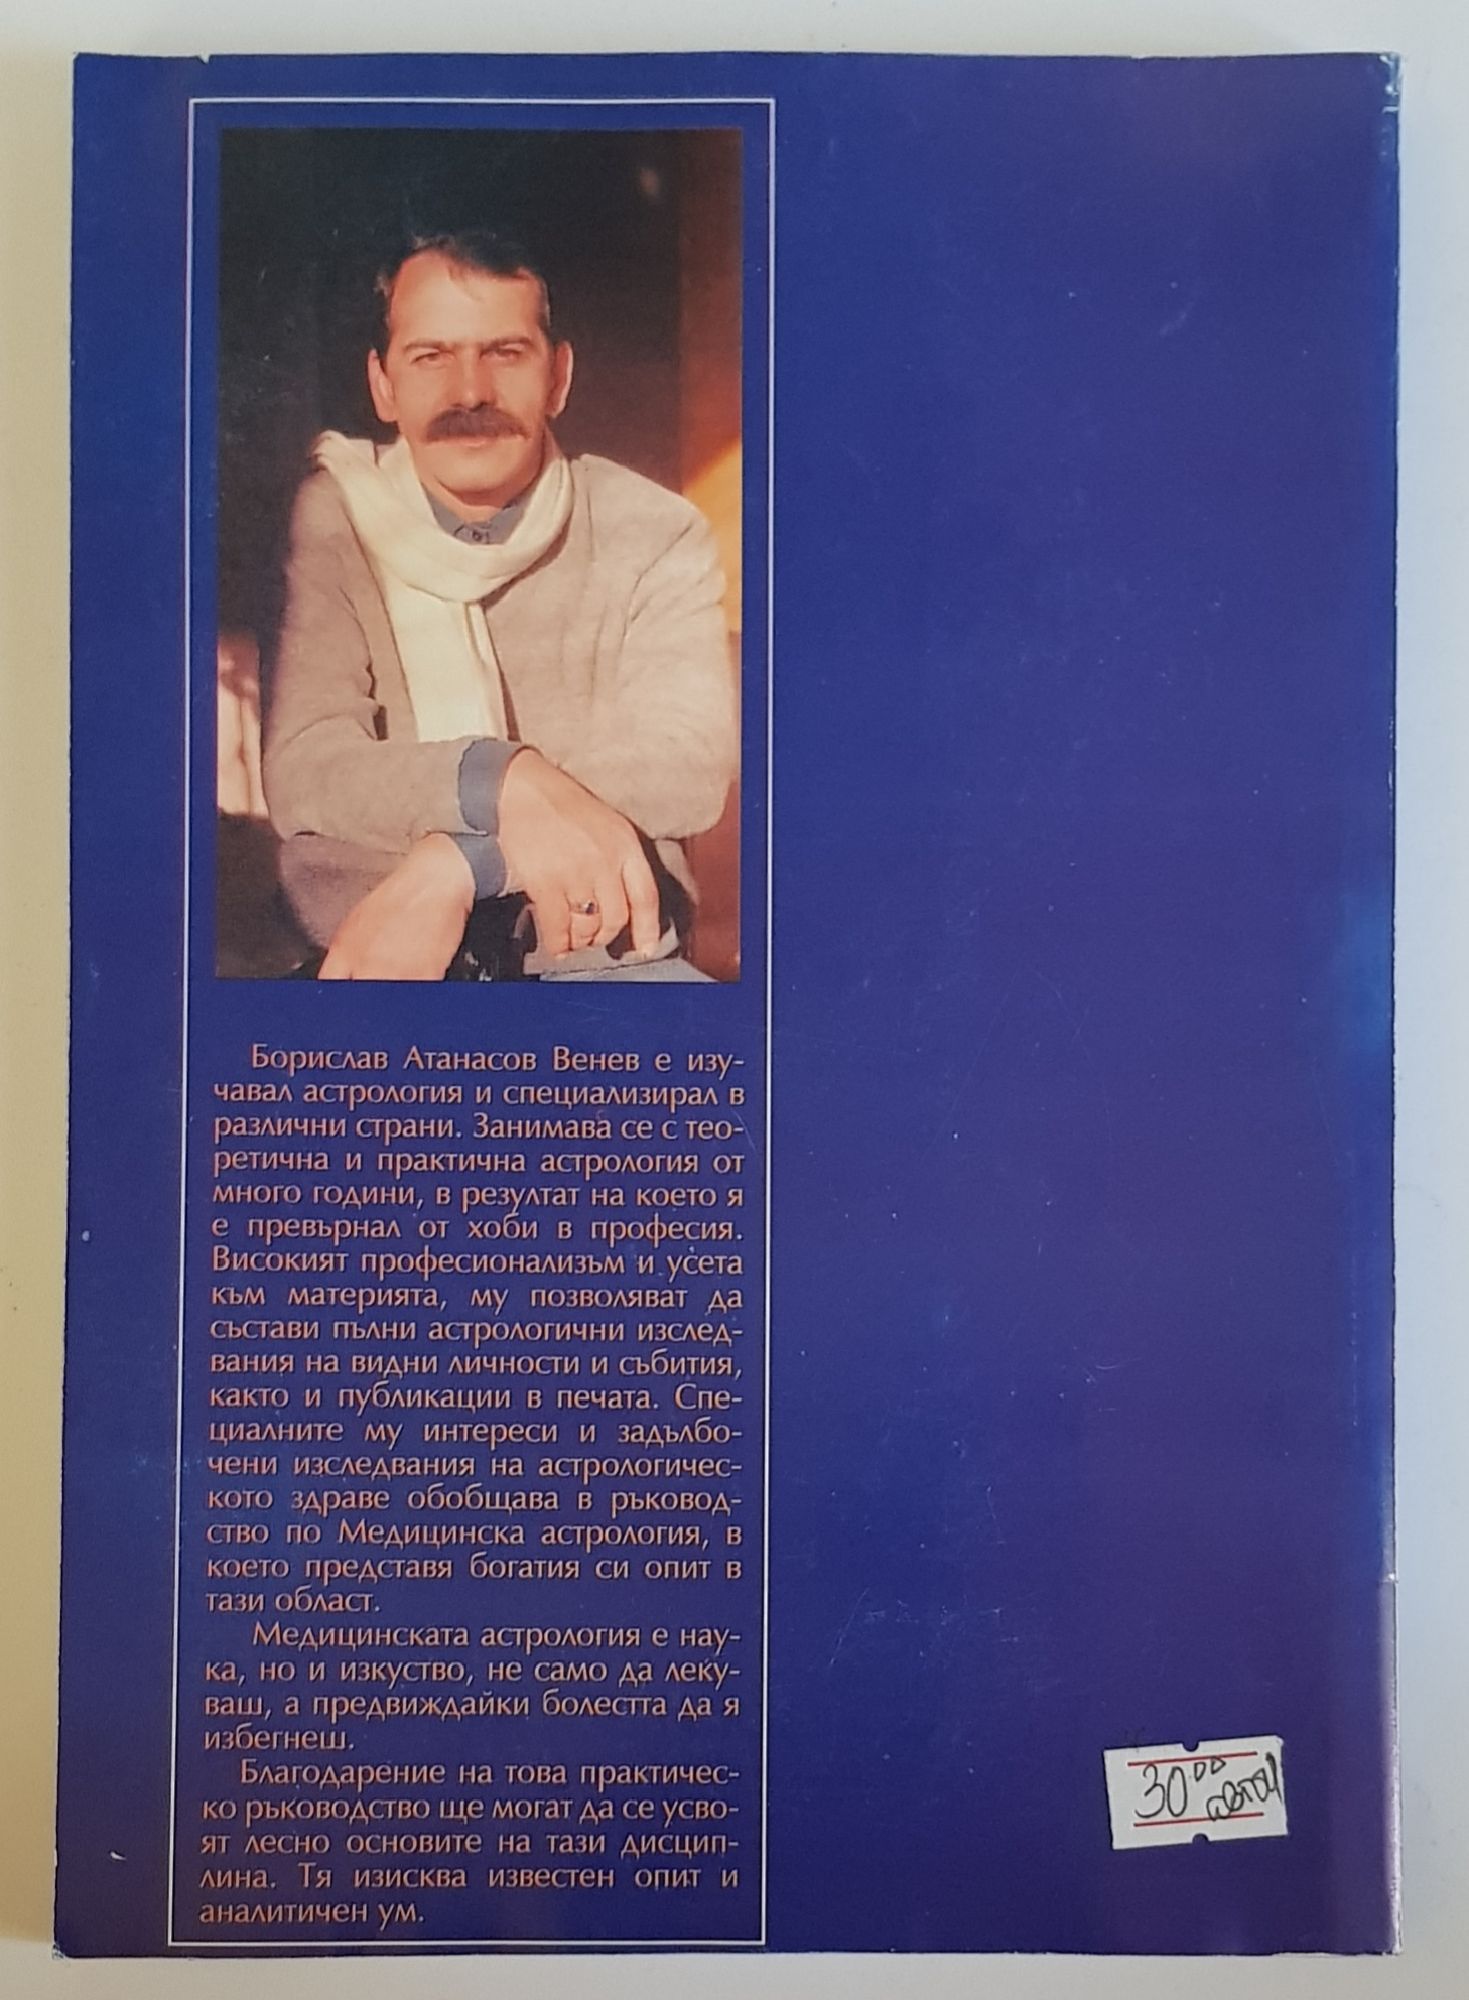 Борислав Атанасов Венев е изу-
чавал астрология и специализирал в
различни страни. Занимава се с тео-
ретична и практична астрология от
много години, в резултат на което я
е превърнал от хоби в професия.
Високият професионализъм и усета
към материята, му позволяват да
състави пълни астрологични изслед-
вания на видни личности и събития,
както и публикации в печата. Спе-
циалните му интереси и задълбо-
чени изследвания на астрологичес-
кото здраве обобщава в ръковод-
ство по Медицинска астрология, в
което представя богатия си опит в
тази област.
Медицинската астрология е нау-
ка, но и изкуство, не само да леку-
ваш, а предвиждайки болестта да я
избегнеш.
Благодарение на това практичес-
ко ръководство ще могат да се усво-
ят лесно основите на тази дисцип-
лина. Тя изисква известен опит и
аналитичен ум.
30 00